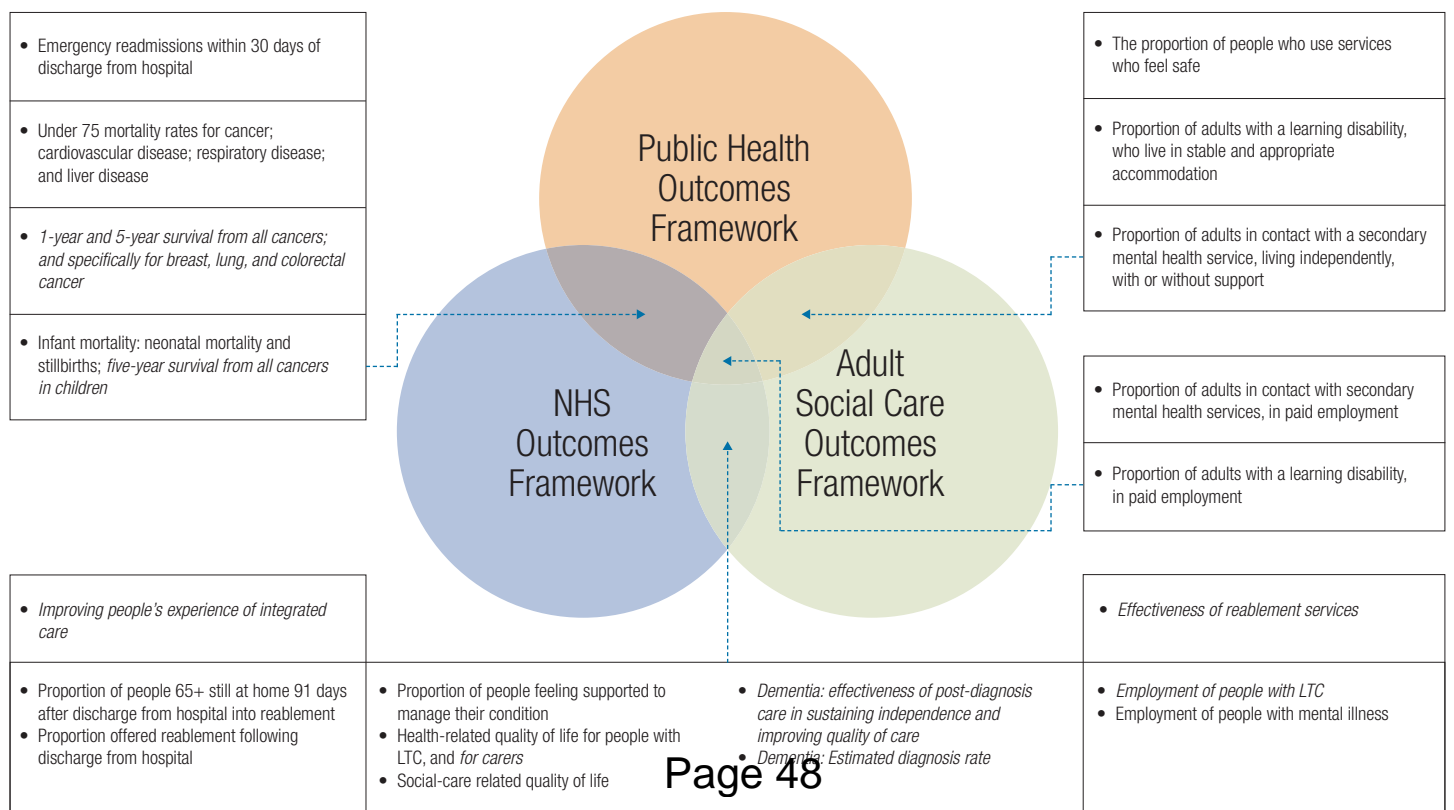 • Emergency readmissions within 30 days of
discharge from hospital
• Under 75 mortality rates for cancer;
cardiovascular disease; respiratory disease;
and liver disease
• 1-year and 5-year survival from all cancers;
and specifically for breast, lung, and colorectal
cancer
• Infant mortality: neonatal mortality and
stillbirths; five-year survival from all cancers
in children
Public Health
Outcomes
Framework
NHS
Outcomes
Framework
Adult
Social Care
Outcomes
Framework
• The proportion of people who use services
who feel safe
• Proportion of adults with a learning disability,
who live in stable and appropriate
accommodation
• Proportion of adults in contact with a secondary
mental health service, living independently,
with or without support
• Proportion of adults in contact with secondary
mental health services, in paid employment
• Proportion of adults with a learning disability,
in paid employment
• Improving people's experience of integrated
care
• Effectiveness of reablement services
• Proportion of people 65+ still at home 91 days
after discharge from hospital into reablement
• Proportion offered reablement following
discharge from hospital
• Proportion of people feeling supported to
manage their condition
• Health-related quality of life for people with
LTC, and for carers
• Social-care related quality of life
• Dementia: effectiveness of post-diagnosis
care in sustaining independence and
improving quality of care
• Dementia: Estimated diagnosis rate
• Employment of people with LTC
• Employment of people with mental illness
Page 48